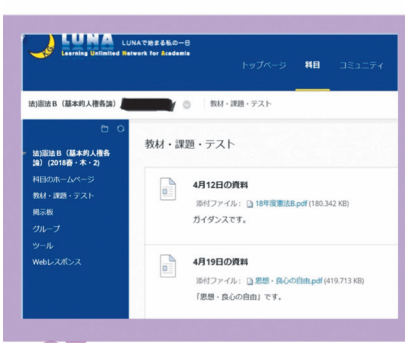 LUNA LUNAで始まる私の一日
Learning Unlimited Network for Academia
トップページ 科目 コミュニティ
法)憲法B（基本的人権各論） 教材・課題・テスト
法)憲法B（基本的人権各
論）(2018春・木・2)
科目のホームページ
教材・課題・テスト
掲示板
グループ
ツール
Webレスポンス
教材・課題・テスト
4月12日の資料
添付ファイル： 18年度憲法B.pdf (180.342 KB)
ガイダンスです。
4月19日の資料
添付ファイル： 思想・良心の自由.pdf (419.713 KB)
「思想・良心の自由」です。